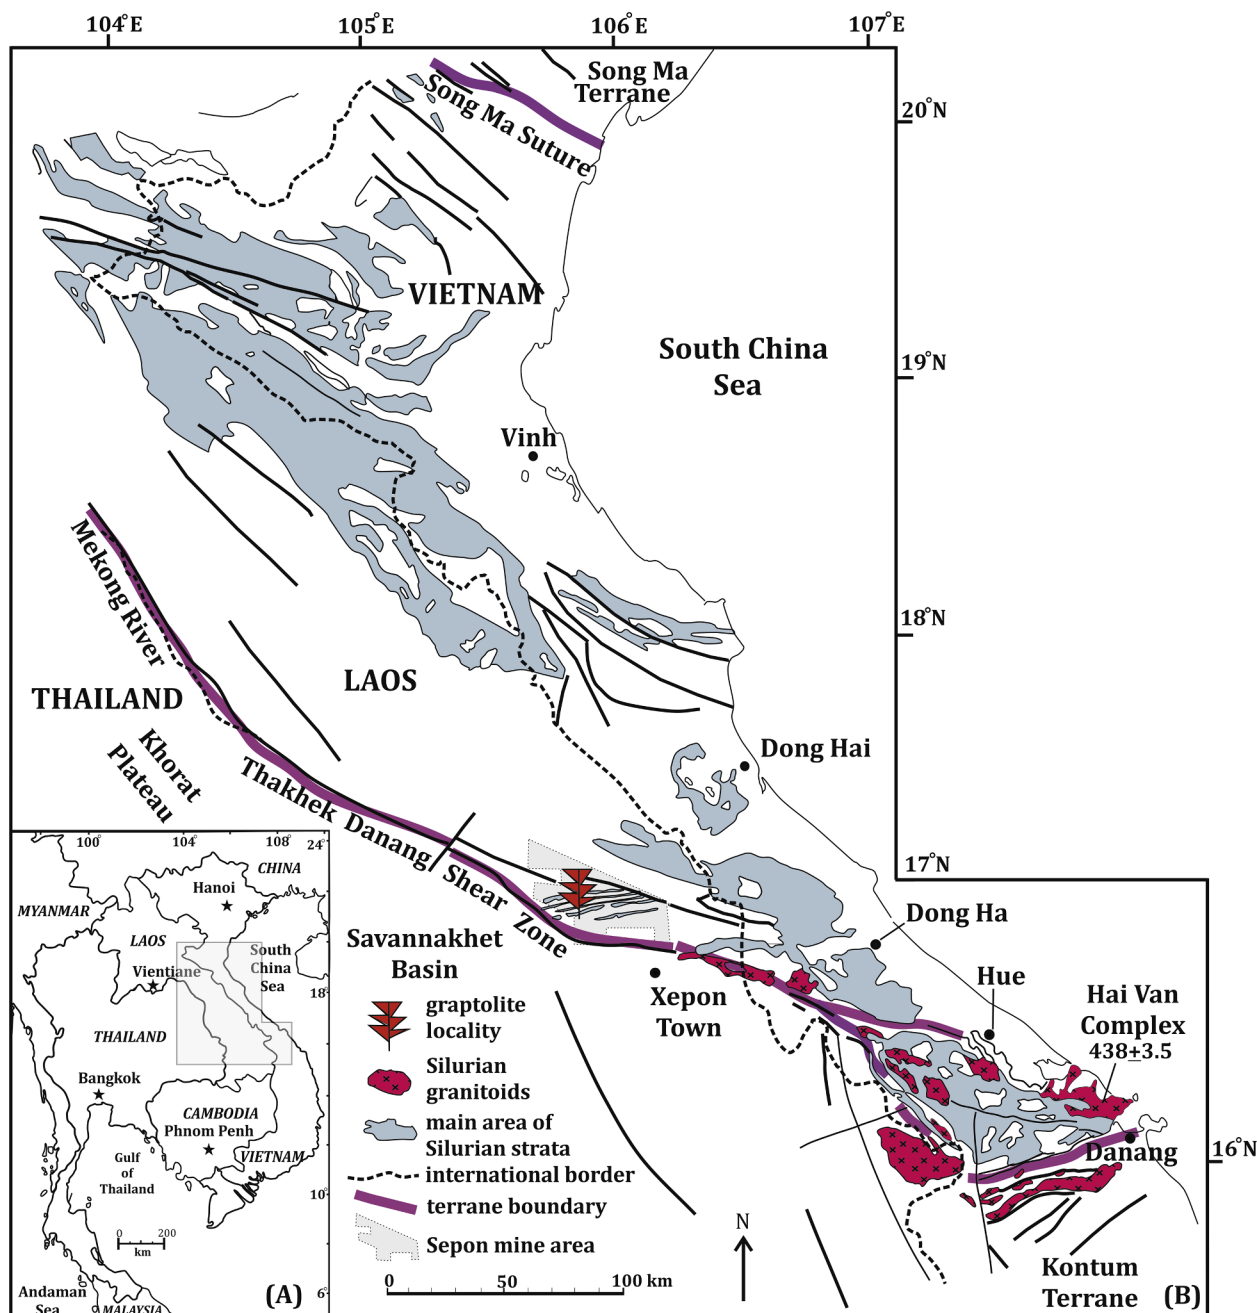 104°E
105°E
106°E
107°E
Song Ma
Terrane
Song Ma Suture
20°N
VIETNAM
South China
Sea
19°N
Vinh
Mekong River
18°N
LAOS
THAILAND
Khorat
Plateau
Dong Hai
Thakhek Danang Shear Zone
17°N
Dong Ha
Savannakhet
Basin
Xepon
Town
Hue
Hai Van
Complex
438±3.5
16°N
Danang
Kontum
Terrane
(B)
graptolite
locality
Silurian
granitoids
main area of
Silurian strata
international border
terrane boundary
Sepon mine area
N
0
50
100 km
100°
104°
108°
24°
CHINA
Hanoi
MYANMAR
LAOS
South
China
Sea
Vientiane
18°
THAILAND
Bangkok
CAMBODIA
Phnom Penh
VIETNAM
Gulf
of
Thailand
10°
0
200
km
Andaman
Sea
MALAYSIA
6°
(A)